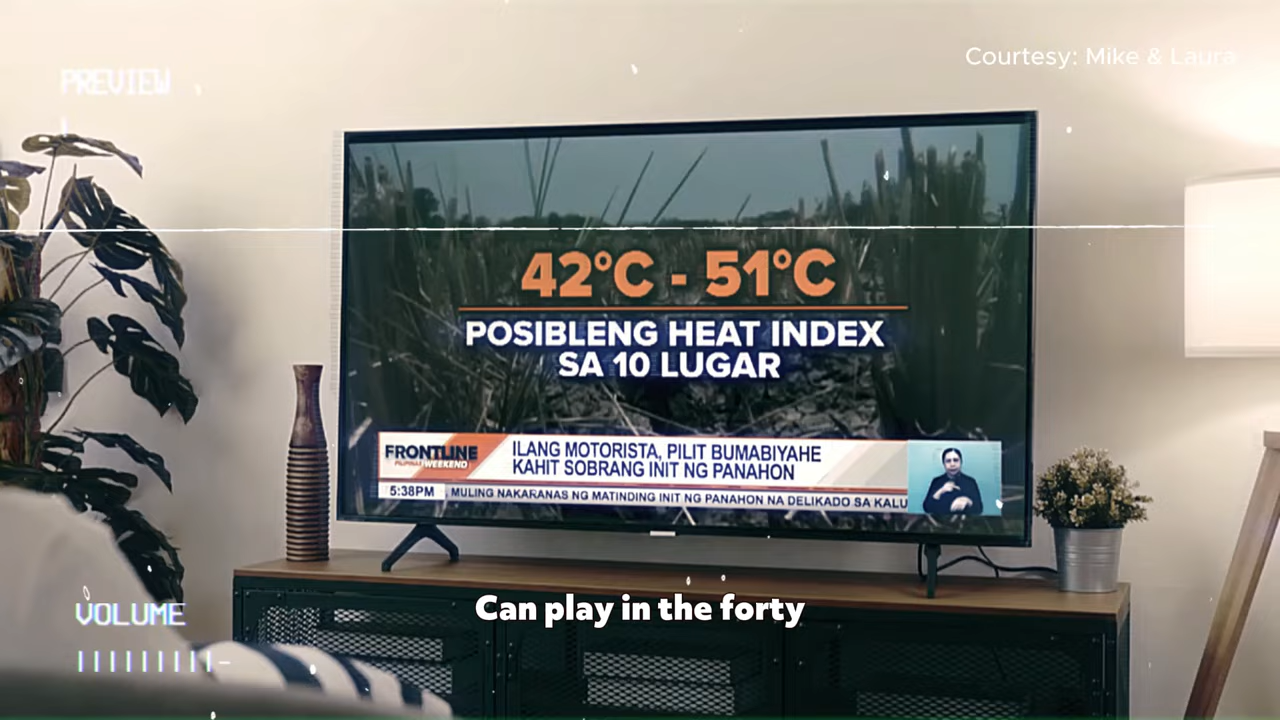 PREVIEW
Courtesy: Mike & Laura
42°C - 51°C
POSIBLENG HEAT INDEX
SA 10 LUGAR
FRONTLINE
PILIPINAS WEEKEND
ILANG MOTORISTA, PILIT BUMABIYAHE
KAHIT SOBRANG INIT NG PANAHON
5:38PM
MULING NAKARANAS NG MATINDING INIT NG PANAHON NA DELIKADO SA KALU
Can play in the forty
VOLUME